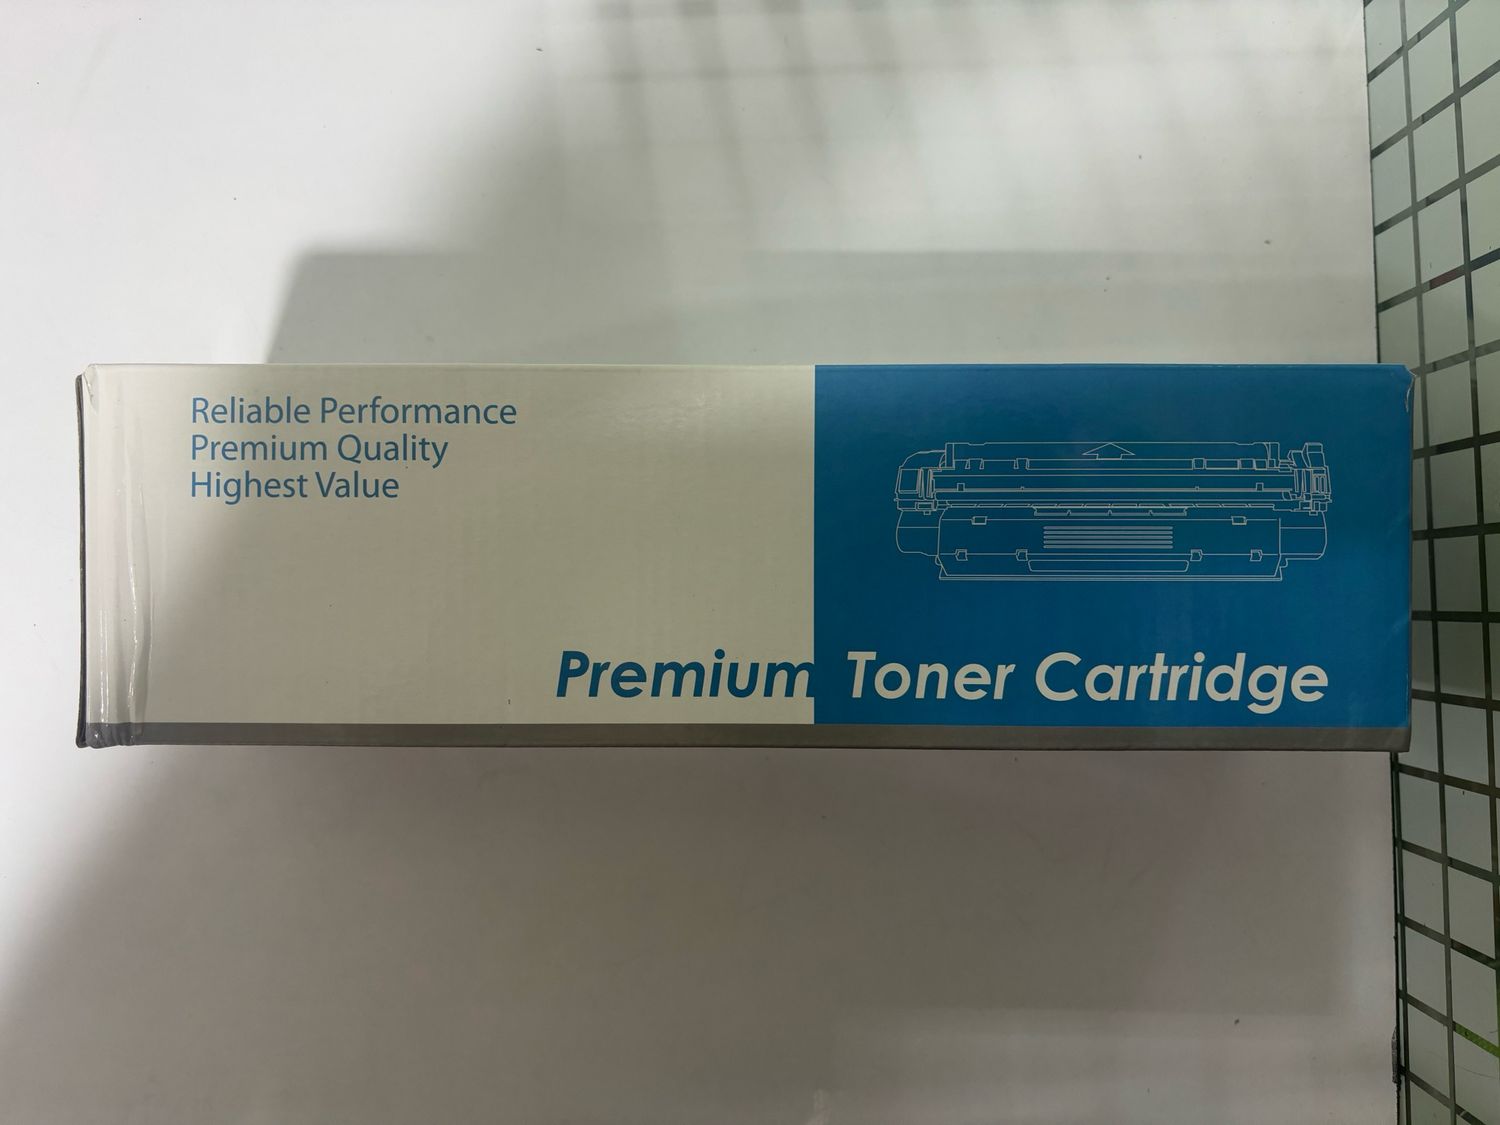 Reliable Performance
Premium Quality
Highest Value
Premium Toner Cartridge